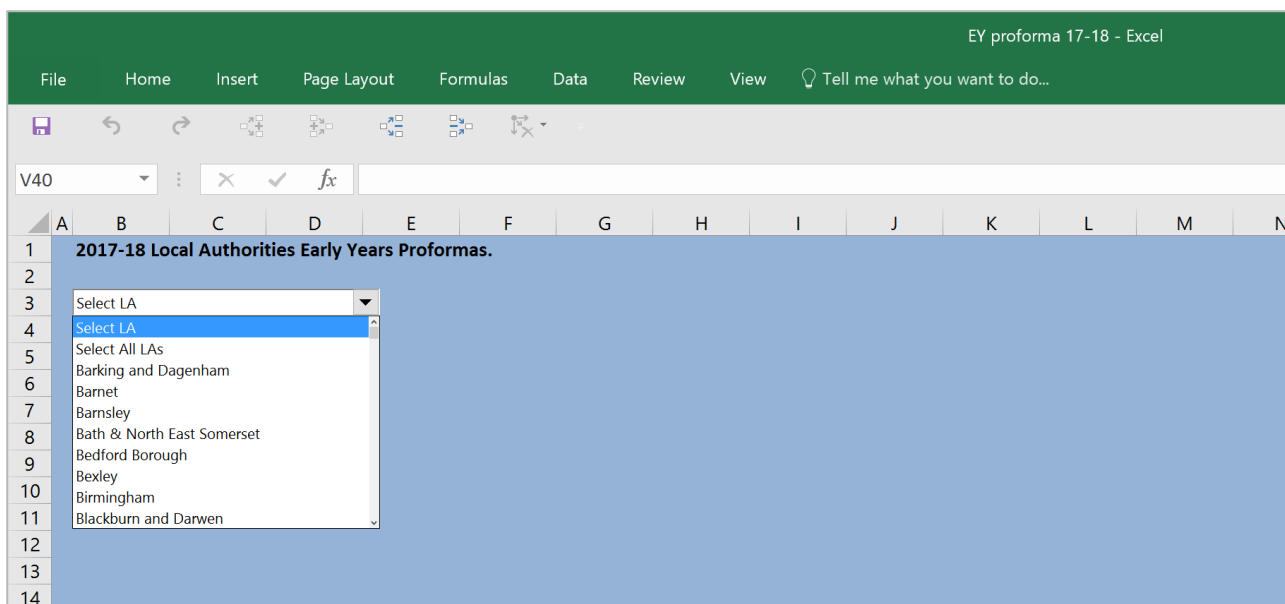 EY proforma 17-18 - Excel
File Home Insert Page Layout Formulas Data Review View Tell me what you want to do...
V40 fx
A B C D E F G H I J K L M N
1 2017-18 Local Authorities Early Years Proformas.
2
3 Select LA
4 Select LA
5 Select All LAs
6 Barking and Dagenham
Barnet
7 Barnsley
8 Bath & North East Somerset
9 Bedford Borough
Bexley
10 Birmingham
11 Blackburn and Darwen
12
13
14